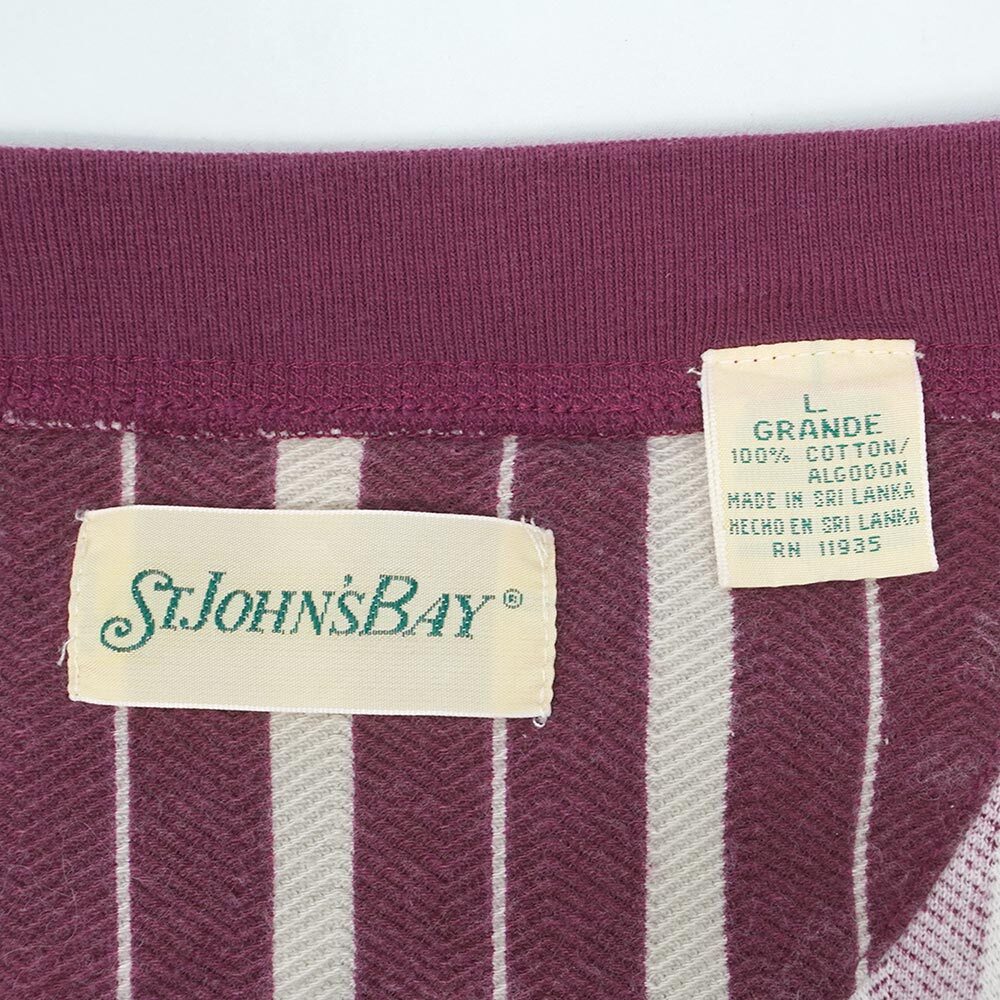 ST.JOHN'SBAY®
L
GRANDE
100% COTTON/
ALGODON
MADE IN SRI LANKA
HECHO EN SRI LANKA
RN 11935